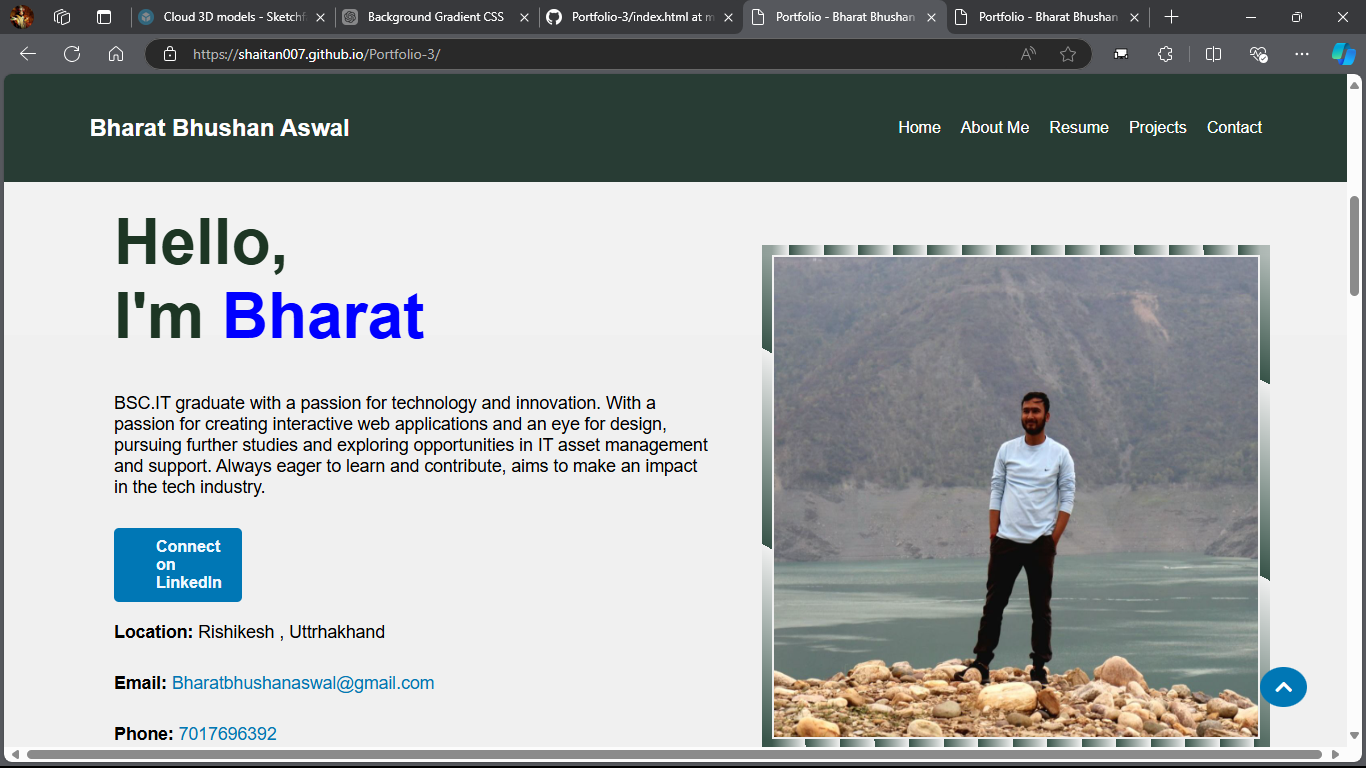 Cloud 3D models - Sketchf
Background Gradient CSS
Portfolio-3/index.html at m
Portfolio - Bharat Bhushan
Portfolio - Bharat Bhushan
https://shaitan007.github.io/Portfolio-3/
Bharat Bhushan Aswal
Home About Me Resume Projects Contact
Hello,
I'm Bharat
BSC.IT graduate with a passion for technology and innovation. With a
passion for creating interactive web applications and an eye for design,
pursuing further studies and exploring opportunities in IT asset management
and support. Always eager to learn and contribute, aims to make an impact
in the tech industry.
Connect
on
LinkedIn
Location: Rishikesh , Uttrhakhand
Email: Bharatbhushanaswal@gmail.com
Phone: 7017696392